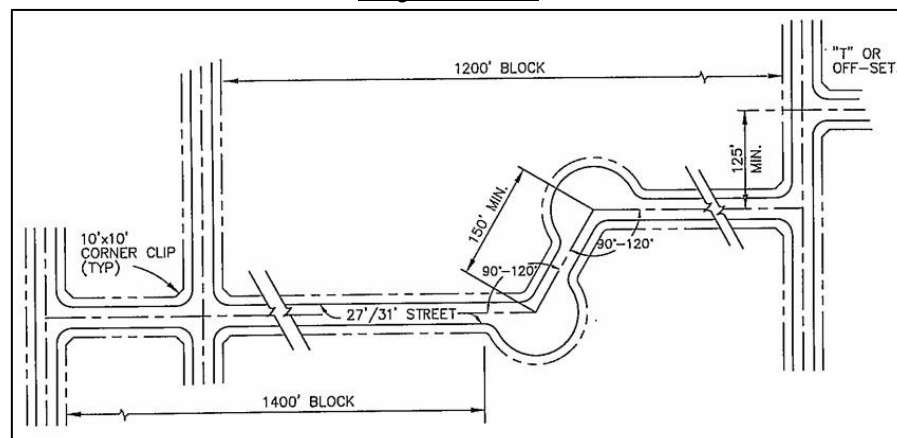 1200' BLOCK
"T" OR
OFF-SET
125'
MIN.
150' MIN.
10'x10'
CORNER CLIP
(TYP)
90°-120°
90°-120°
27'/31' STREET
1400' BLOCK